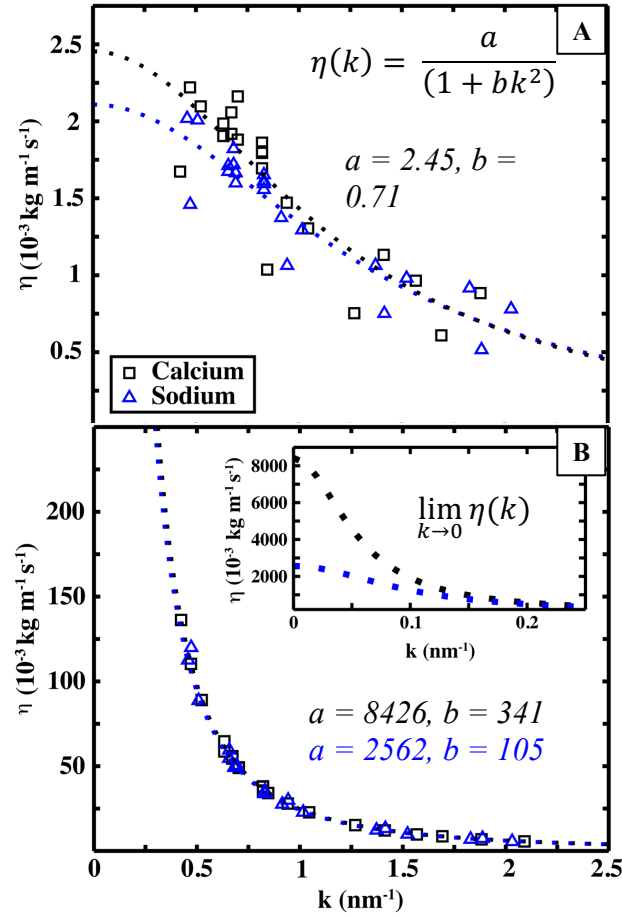 A
2.5
2
1.5
1
0.5
η (10⁻³ kg m⁻¹ s⁻¹)
η(k) = a / (1 + bk²)
a = 2.45, b =
0.71
Calcium
Sodium
B
200
150
100
50
0
η (10⁻³ kg m⁻¹ s⁻¹)
8000
6000
4000
2000
η (10⁻³ kg m⁻¹ s⁻¹)
lim η(k)
k→0
0 0.1 0.2
k (nm⁻¹)
a = 8426, b = 341
a = 2562, b = 105
0 0.5 1 1.5 2 2.5
k (nm⁻¹)